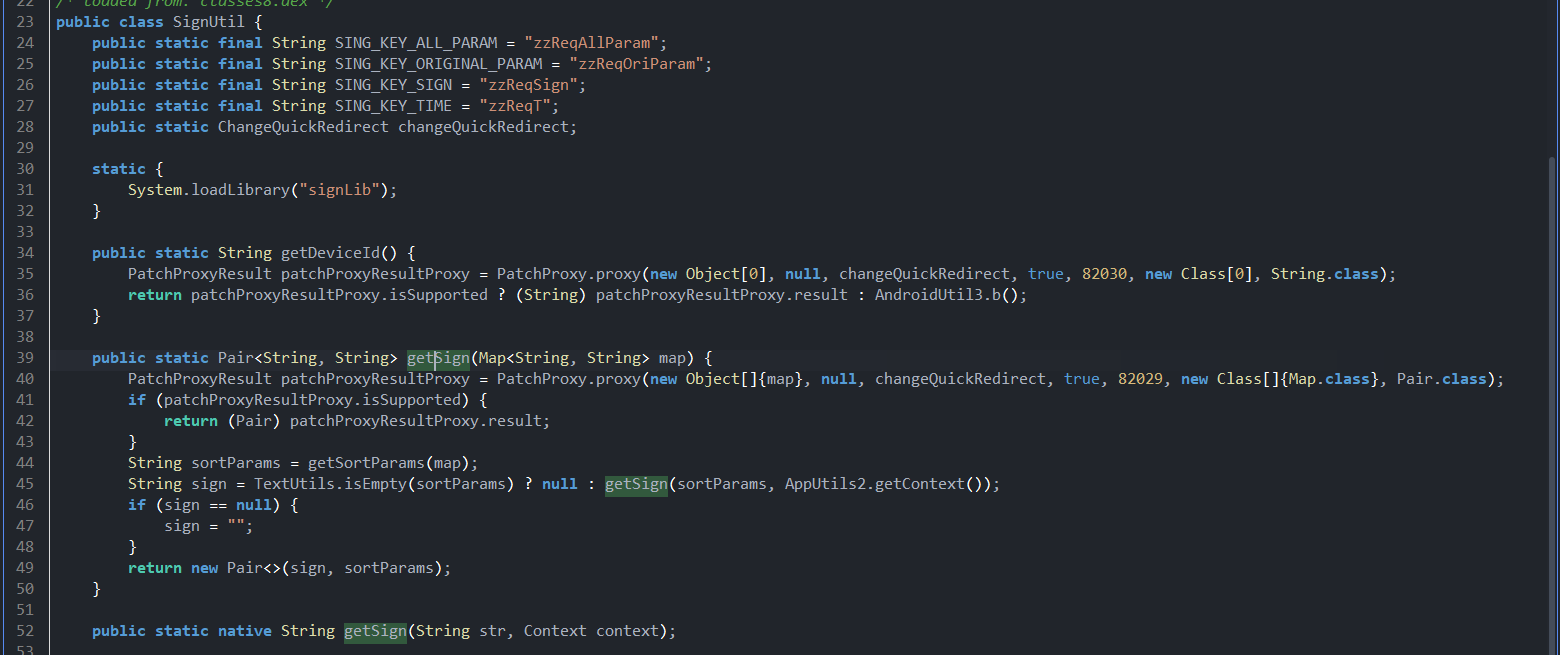 22 /* loaded from: classes8.dex */
23 public class SignUtil {
24 public static final String SING_KEY_ALL_PARAM = "zzReqAllParam";
25 public static final String SING_KEY_ORIGINAL_PARAM = "zzReqOriParam";
26 public static final String SING_KEY_SIGN = "zzReqSign";
27 public static final String SING_KEY_TIME = "zzReqT";
28 public static ChangeQuickRedirect changeQuickRedirect;
29
30 static {
31 System.loadLibrary("signLib");
32 }
33
34 public static String getDeviceId() {
35 PatchProxyResult patchProxyResultProxy = PatchProxy.proxy(new Object[0], null, changeQuickRedirect, true, 82030, new Class[0], String.class);
36 return patchProxyResultProxy.isSupported ? (String) patchProxyResultProxy.result : AndroidUtil3.b();
37 }
38
39 public static Pair<String, String> getSign(Map<String, String> map) {
40 PatchProxyResult patchProxyResultProxy = PatchProxy.proxy(new Object[]{map}, null, changeQuickRedirect, true, 82029, new Class[]{Map.class}, Pair.class);
41 if (patchProxyResultProxy.isSupported) {
42 return (Pair) patchProxyResultProxy.result;
43 }
44 String sortParams = getSortParams(map);
45 String sign = TextUtils.isEmpty(sortParams) ? null : getSign(sortParams, AppUtils2.getContext());
46 if (sign == null) {
47 sign = "";
48 }
49 return new Pair<>(sign, sortParams);
50 }
51
52 public static native String getSign(String str, Context context);
53